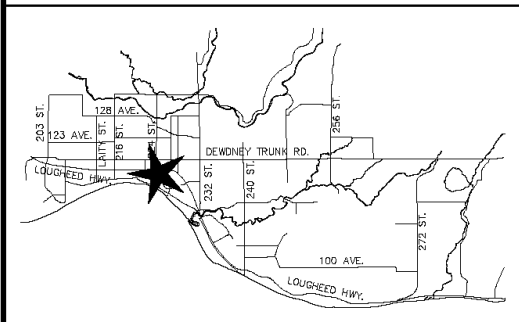 128 AVE.
203 ST.
123 AVE.
LAITY ST.
216 ST.
256 ST.
DEWDNEY TRUNK RD.
LOUGHEED HWY.
232 ST.
240 ST.
272 ST.
100 AVE.
LOUGHEED HWY.